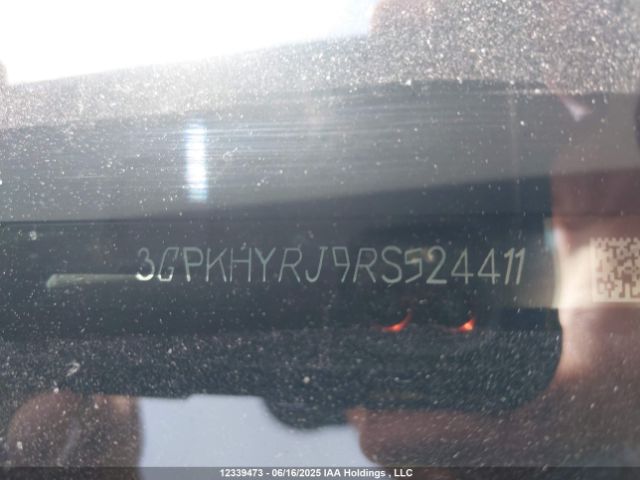 3GPKHYRJ9RS524411
12339473 - 06/16/2025 IAA Holdings , LLC